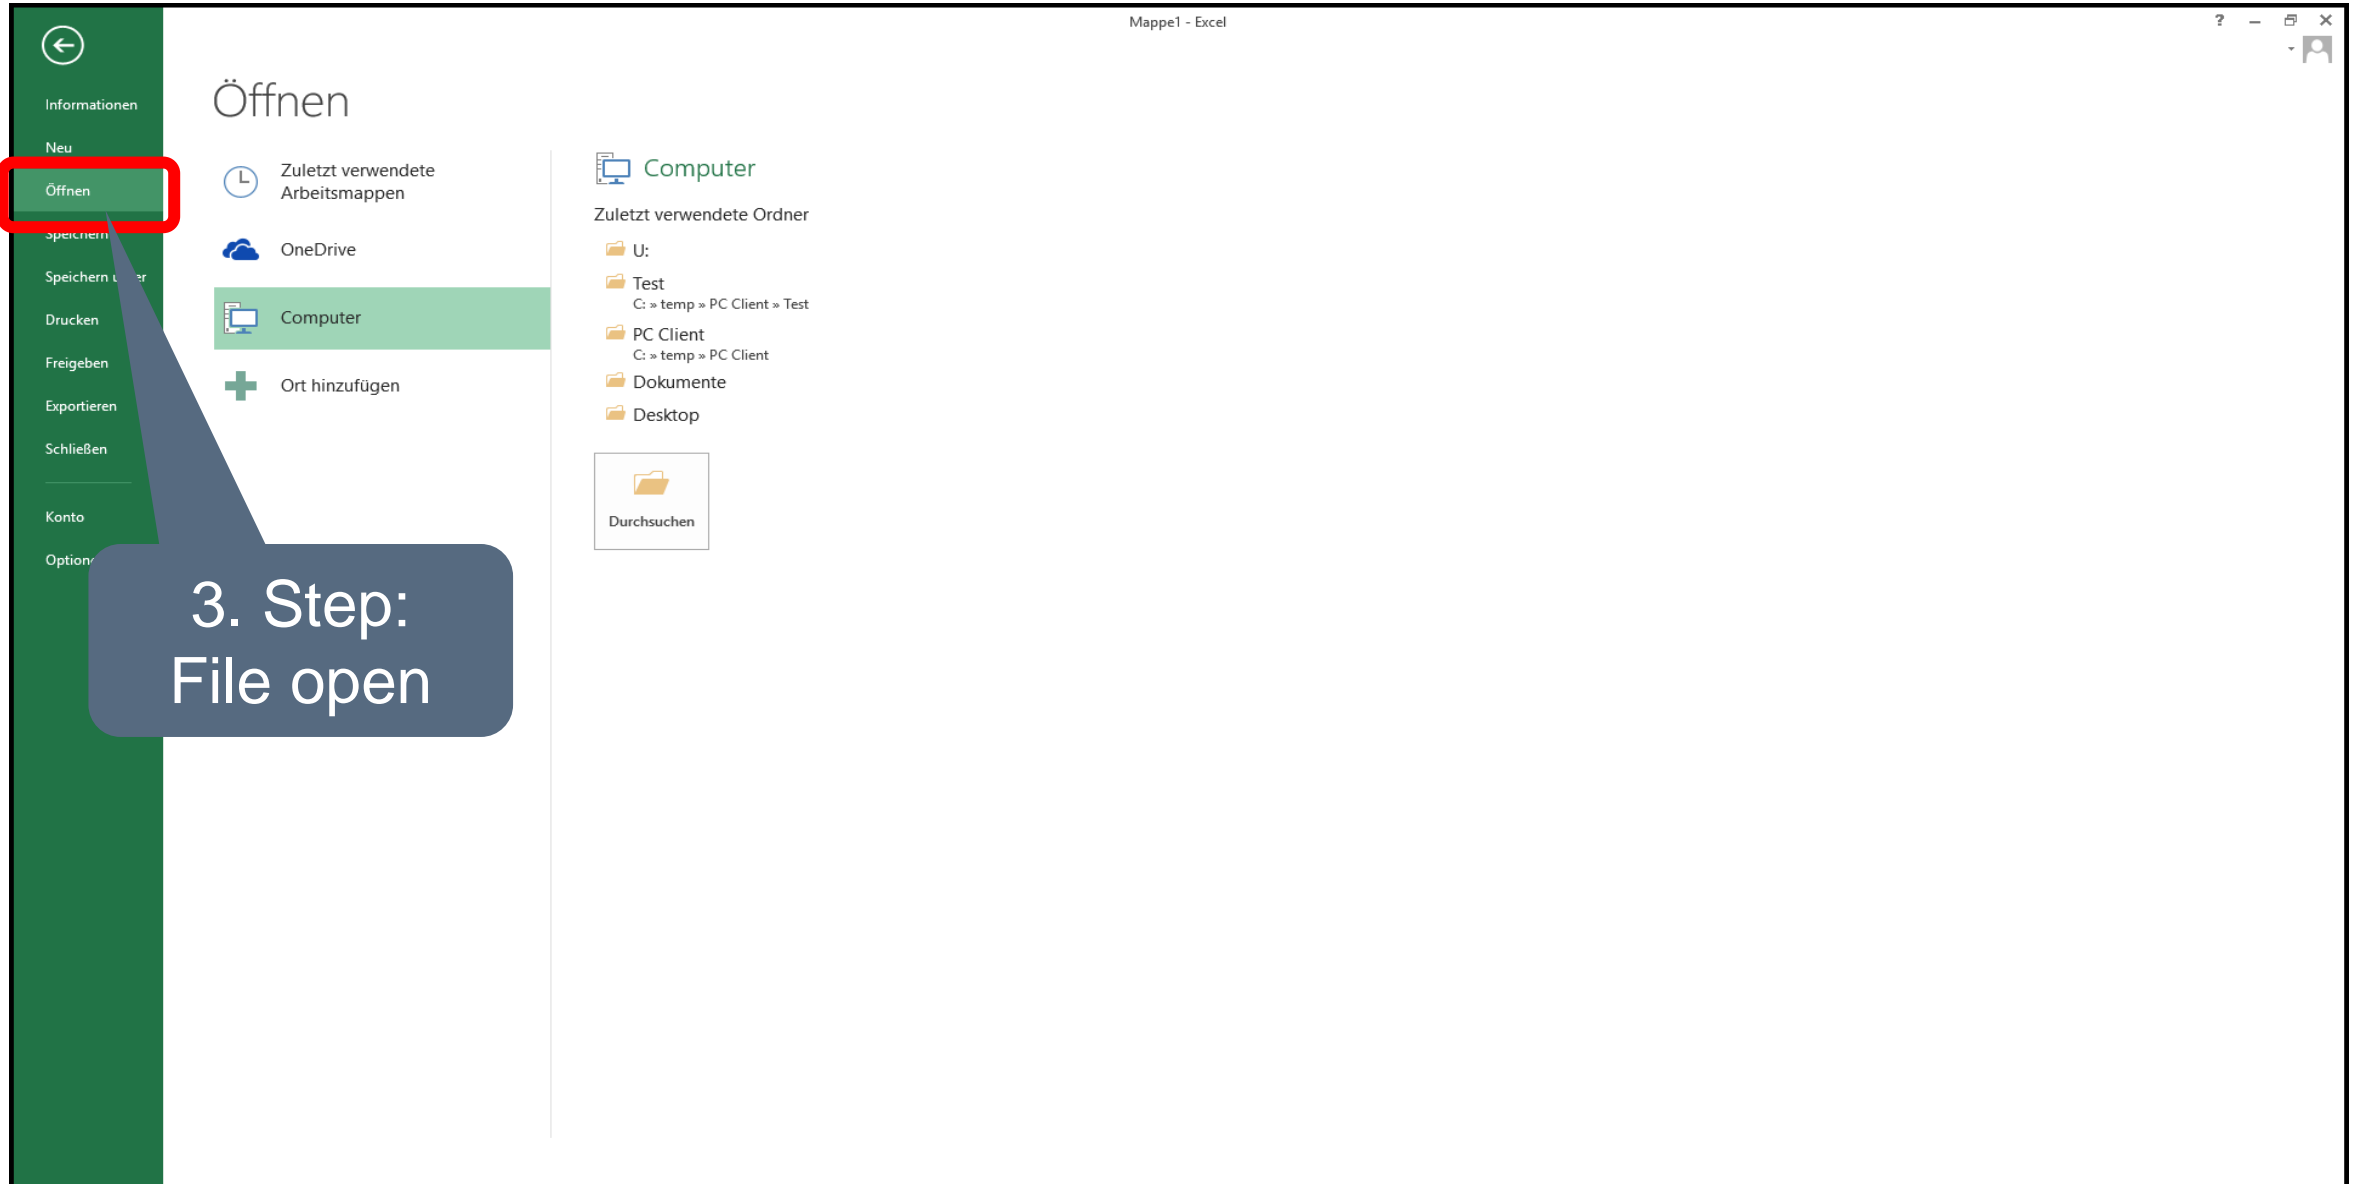 Mappe1 - Excel
?
Informationen
Neu
Öffnen
Speichern
Speichern
Drucken
Freigeben
Exportieren
Schließen
Konto
Öffnen
Zuletzt verwendete
Arbeitsmappen
OneDrive
Computer
Ort hinzufügen
Computer
Zuletzt verwendete Ordner
U:
Test
C: » temp » PC Client » Test
PC Client
C: » temp » PC Client
Dokumente
Desktop
Durchsuchen
3. Step:
File open